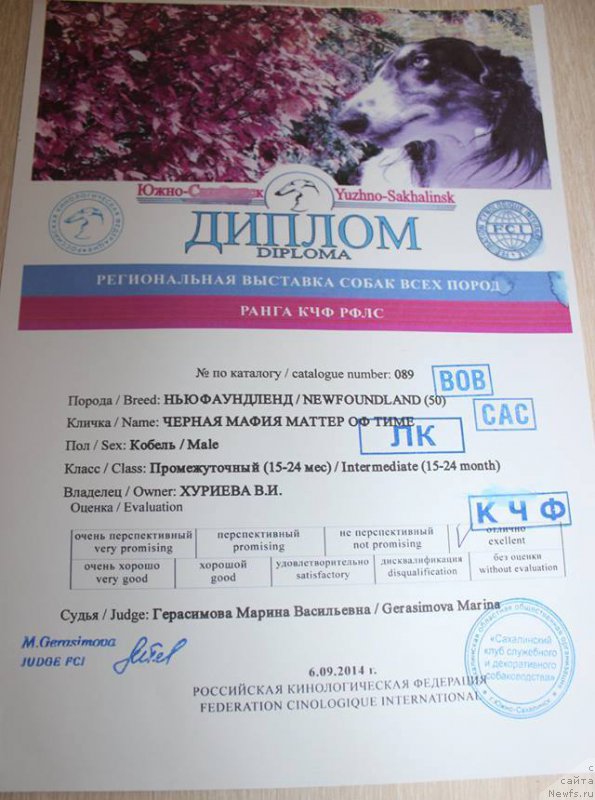 Южно-С к Yuzhno-Sakhalinsk
ДИПЛОМ
DIPLOMA
FCI
РЕГИОНАЛЬНАЯ ВЫСТАВКА СОБАК ВСЕХ ПОРОД
РАНГА КЧФ РФЛС
№ по каталогу / catalogue number: 089
BOB
Порода / Breed: НЬЮФАУНДЛЕНД / NEWFOUNDLAND (50)
CAC
Кличка / Name: ЧЕРНАЯ МАФИЯ МАТТЕР ОФ ТИМЕ
ЛК
Пол / Sex: Кобель / Male
Класс / Class: Промежуточный (15-24 мес) / Intermediate (15-24 month)
Владелец / Owner: ХУРИЕВА В.И.
Оценка / Evaluation
КЧФ
очень перспективный very promising
перспективный promising
не перспективный not promising
отлично exellent
очень хорошо very good
хорошой good
удовлетворительно satisfactory
дисквалификация disqualification
без оценки without evaluation
Судья / Judge: Герасимова Марина Васильевна / Gerasimova Marina
M.Gerasimova
JUDGE FCI
«Сахалинский
клуб служебного
и декоративного
собаководства»
г. Южно-Сахалинск
6.09.2014 г.
РОССИЙСКАЯ КИНОЛОГИЧЕСКАЯ ФЕДЕРАЦИЯ
FEDERATION CINOLOGIQUE INTERNATIONAL
с
сайта
Newfs.ru